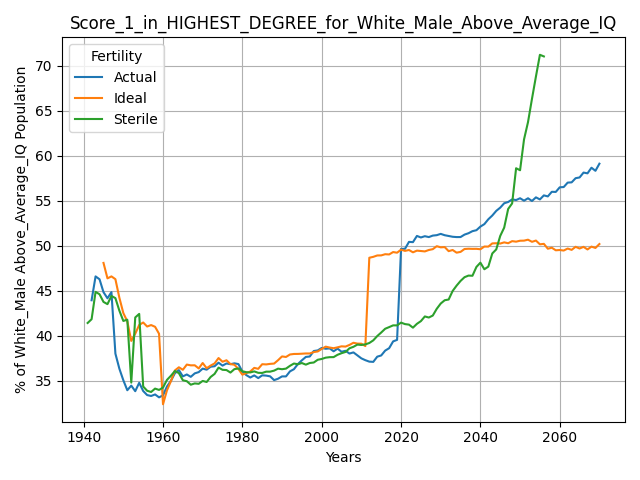 Score_1_in_HIGHEST_DEGREE_for_White_Male_Above_Average_IQ
Fertility
Actual
Ideal
Sterile
% of White_Male Above_Average_IQ Population
70
65
60
55
50
45
40
35
1940 1960 1980 2000 2020 2040 2060
Years